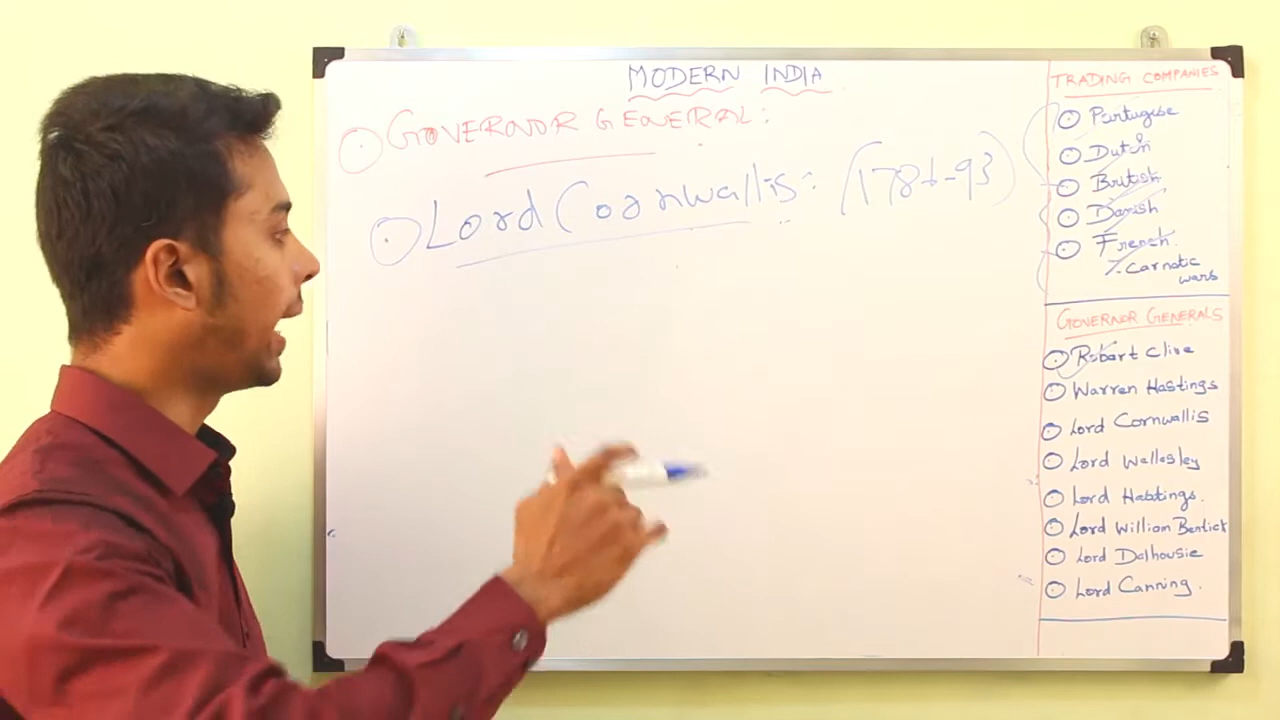 MODERN INDIA
GOVERNOR GENERAL:
Lord Cornwallis: (1786-93)
TRADING COMPANIES
Portugese
Dutch
British
Danish
French
Carnatic
wars
GOVERNOR GENERALS
Robart Clive
Warren Hastings
Lord Cornwallis
Lord Wellesley
Lord Hastings.
Lord William Bentick
Lord Dalhousie
Lord Canning.